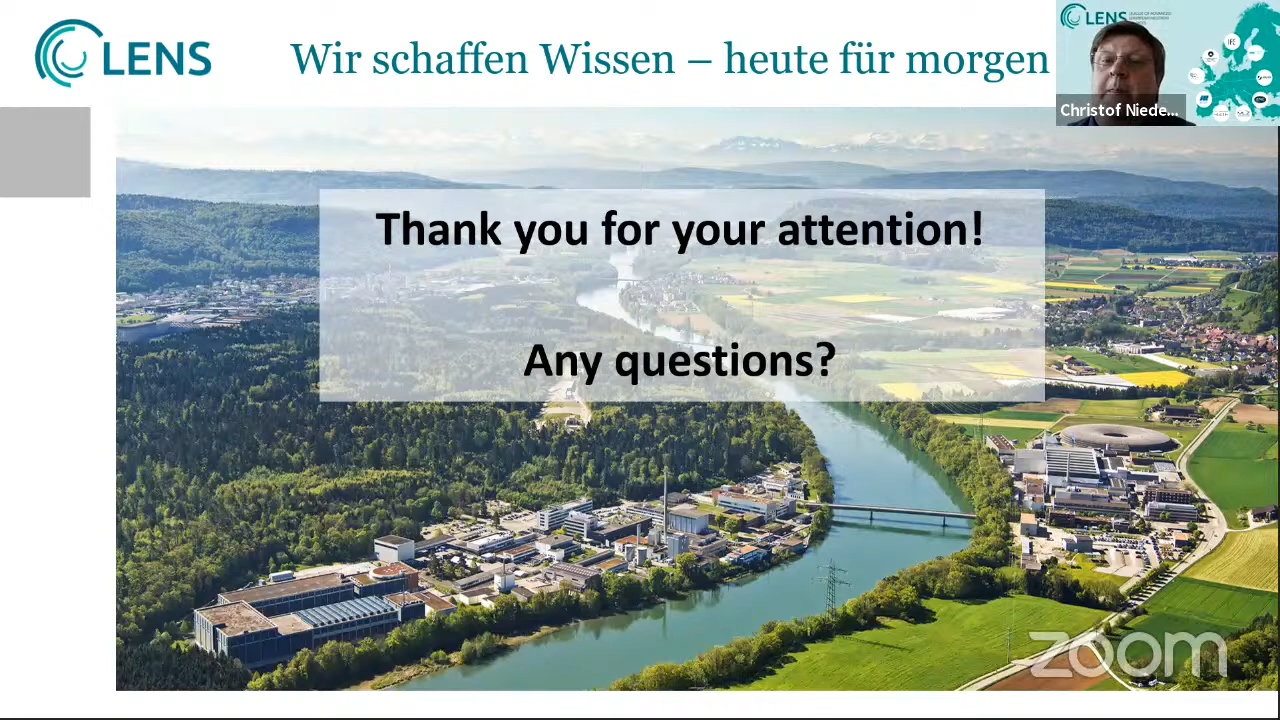 LENS
Wir schaffen Wissen – heute für morgen
LENS
Christof Niede...
Thank you for your attention!
Any questions?
zoom